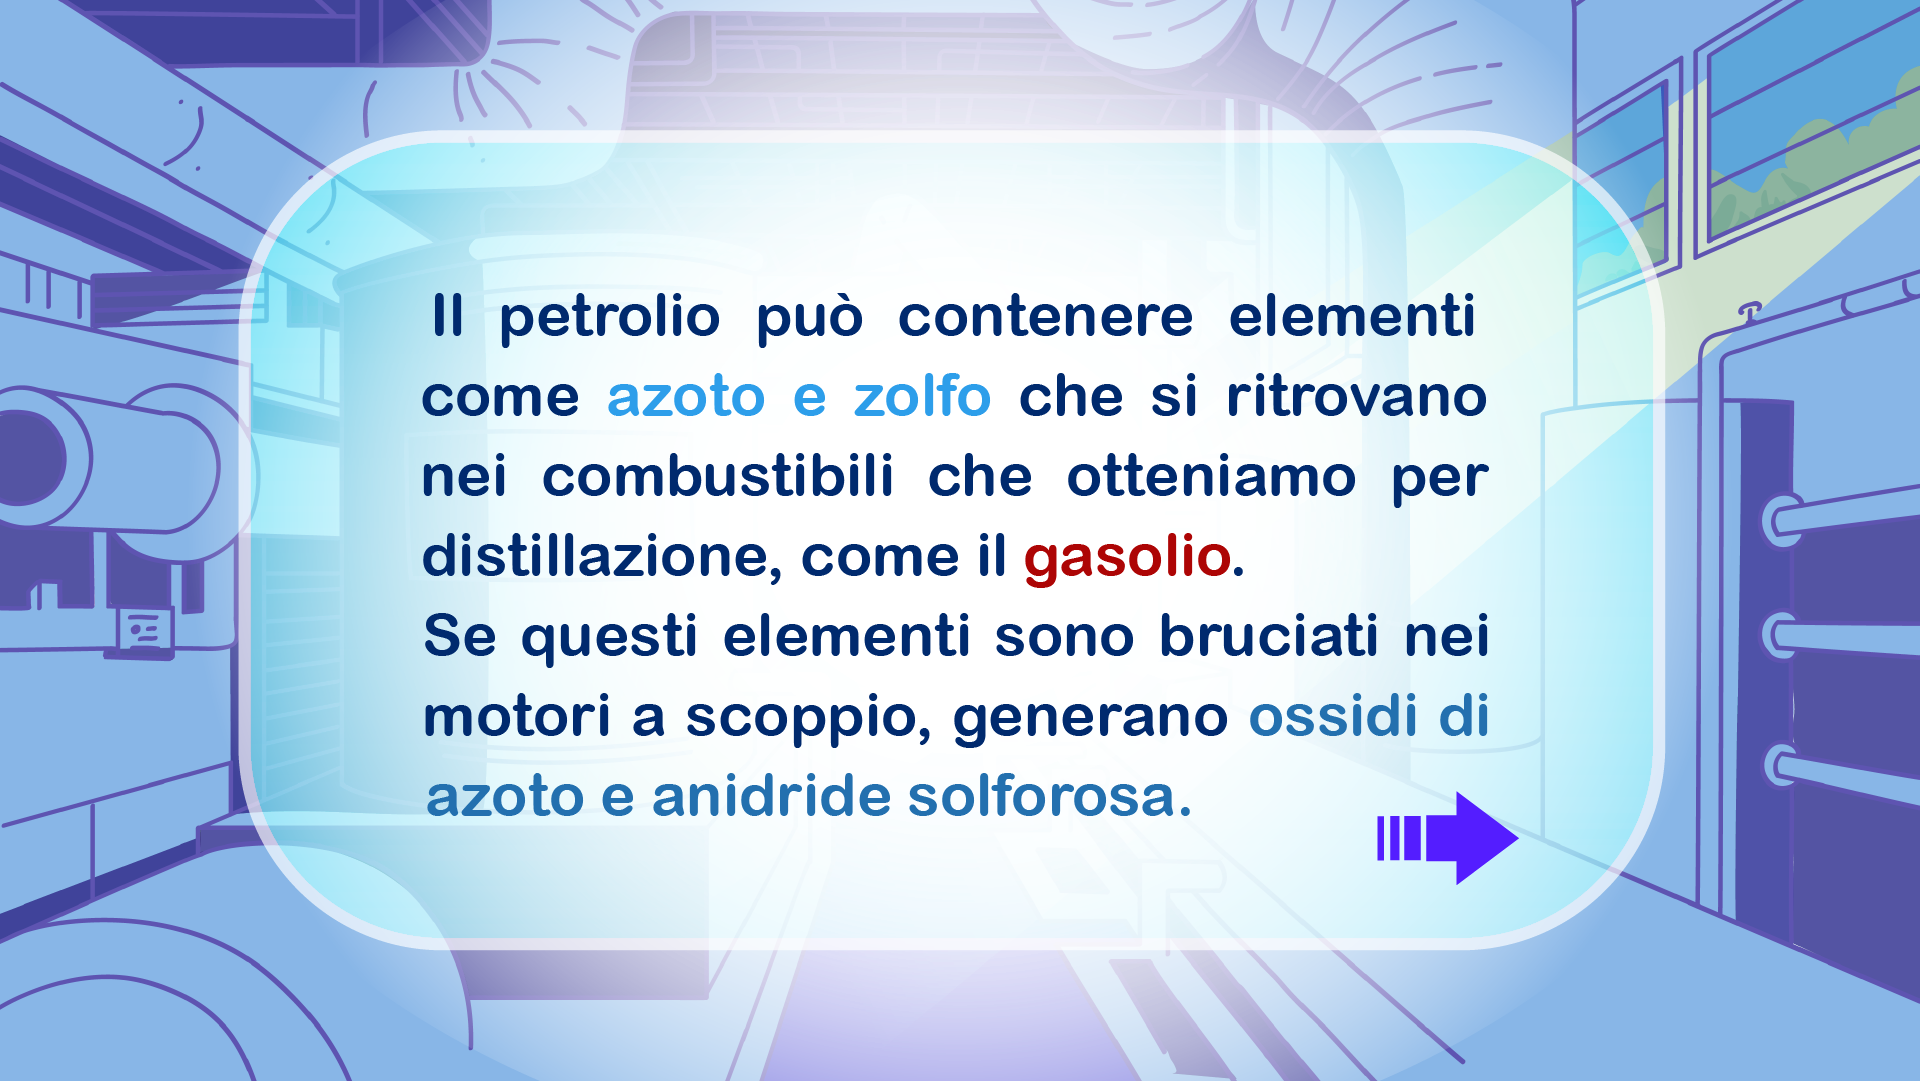 Il petrolio può contenere elementi
come azoto e zolfo che si ritrovano
nei combustibili che otteniamo per
distillazione, come il gasolio.
Se questi elementi sono bruciati nei
motori a scoppio, generano ossidi di
azoto e anidride solforosa.